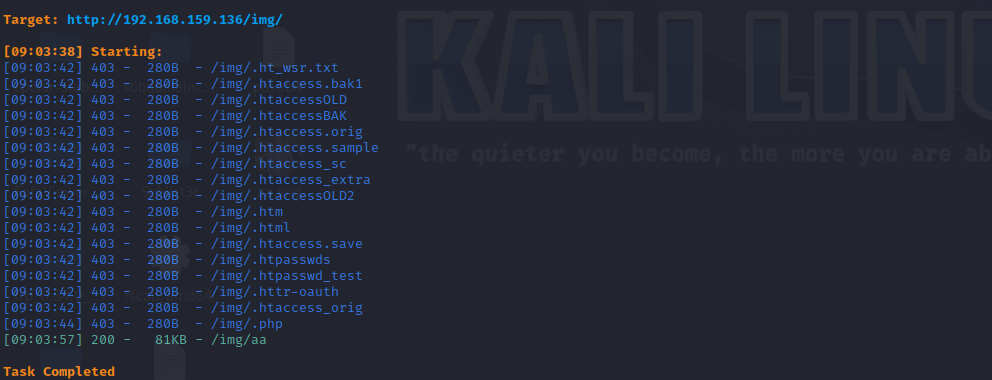 Target: http://192.168.159.136/img/
[09:03:38] Starting:
[09:03:42] 403 - 280B - /img/.ht_wsr.txt
[09:03:42] 403 - 280B - /img/.htaccess.bak1
[09:03:42] 403 - 280B - /img/.htaccessOLD
[09:03:42] 403 - 280B - /img/.htaccessBAK
[09:03:42] 403 - 280B - /img/.htaccess.orig
[09:03:42] 403 - 280B - /img/.htaccess.sample
[09:03:42] 403 - 280B - /img/.htaccess_sc
[09:03:42] 403 - 280B - /img/.htaccess_extra
[09:03:42] 403 - 280B - /img/.htaccessOLD2
[09:03:42] 403 - 280B - /img/.htm
[09:03:42] 403 - 280B - /img/.html
[09:03:42] 403 - 280B - /img/.htaccess.save
[09:03:42] 403 - 280B - /img/.htpasswds
[09:03:42] 403 - 280B - /img/.htpasswd_test
[09:03:42] 403 - 280B - /img/.httr-oauth
[09:03:42] 403 - 280B - /img/.htaccess_orig
[09:03:44] 403 - 280B - /img/.php
[09:03:57] 200 - 81KB - /img/aa
Task Completed
KALI LIN
"the quieter you become, the more you are ab